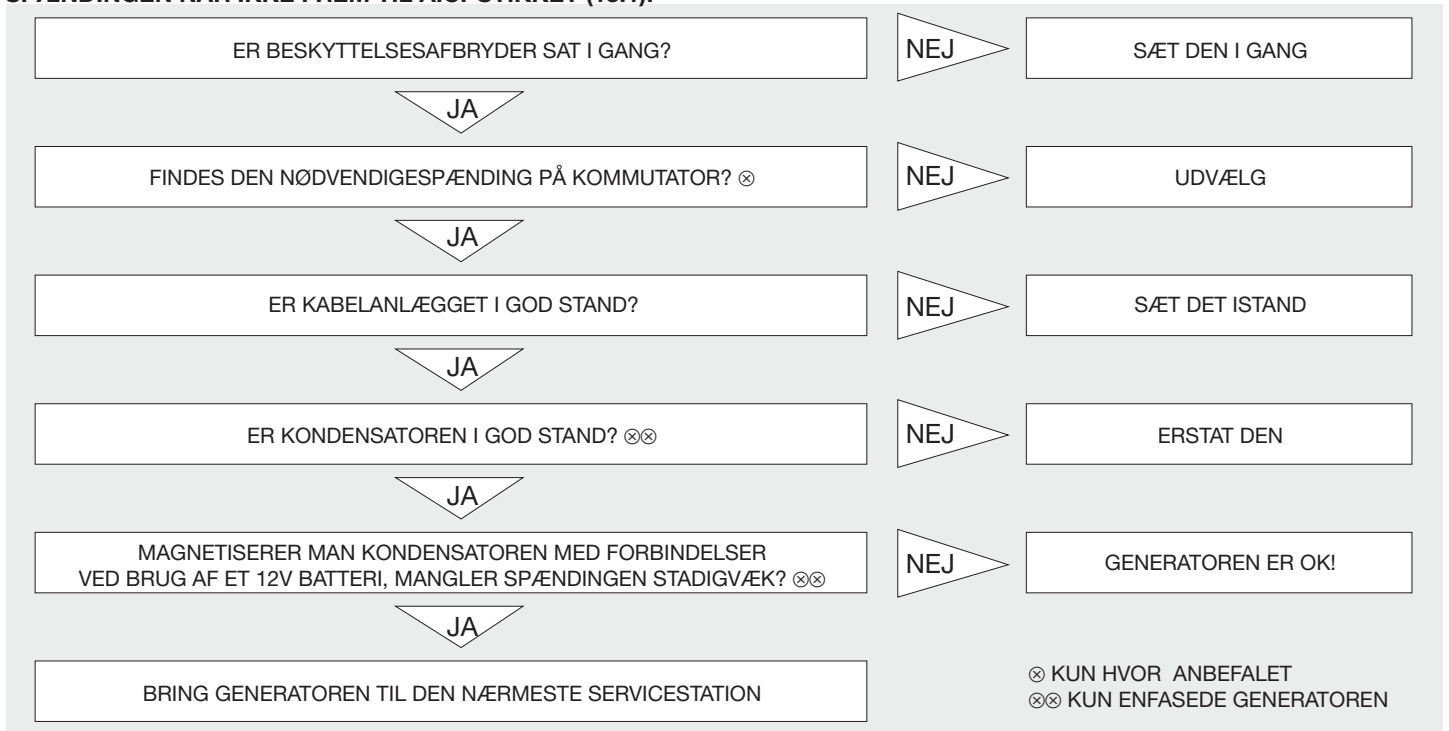 ER BESKYTTELSESAFBRYDER SAT I GANG?
NEJ
SÆT DEN I GANG
JA
FINDES DEN NØDVENDIGESPÆNDING PÅ KOMMUTATOR? ⊗
NEJ
UDVÆLG
JA
ER KABELANLÆGGET I GOD STAND?
NEJ
SÆT DET ISTAND
JA
ER KONDENSATOREN I GOD STAND? ⊗⊗
NEJ
ERSTAT DEN
JA
MAGNETISERER MAN KONDENSATOREN MED FORBINDELSER
VED BRUG AF ET 12V BATTERI, MANGLER SPÆNDINGEN STADIGVÆK? ⊗⊗
NEJ
GENERATOREN ER OK!
JA
BRING GENERATOREN TIL DEN NÆRMESTE SERVICESTATION
⊗ KUN HVOR ANBEFALET
⊗⊗ KUN ENFASEDE GENERATOREN